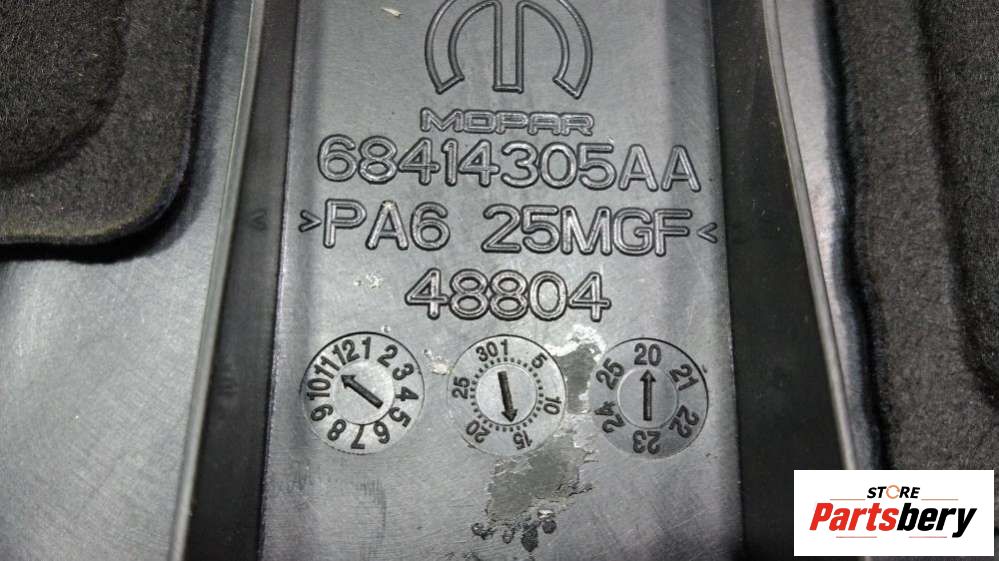 MOPAR
68414305AA
>PA6 25MGF<
48804
12 1 2 3 4 5 6 7 8 9 10 11
30 1 5 10 15 20 25
20 21 22 23 24 25
STORE
Partsbery